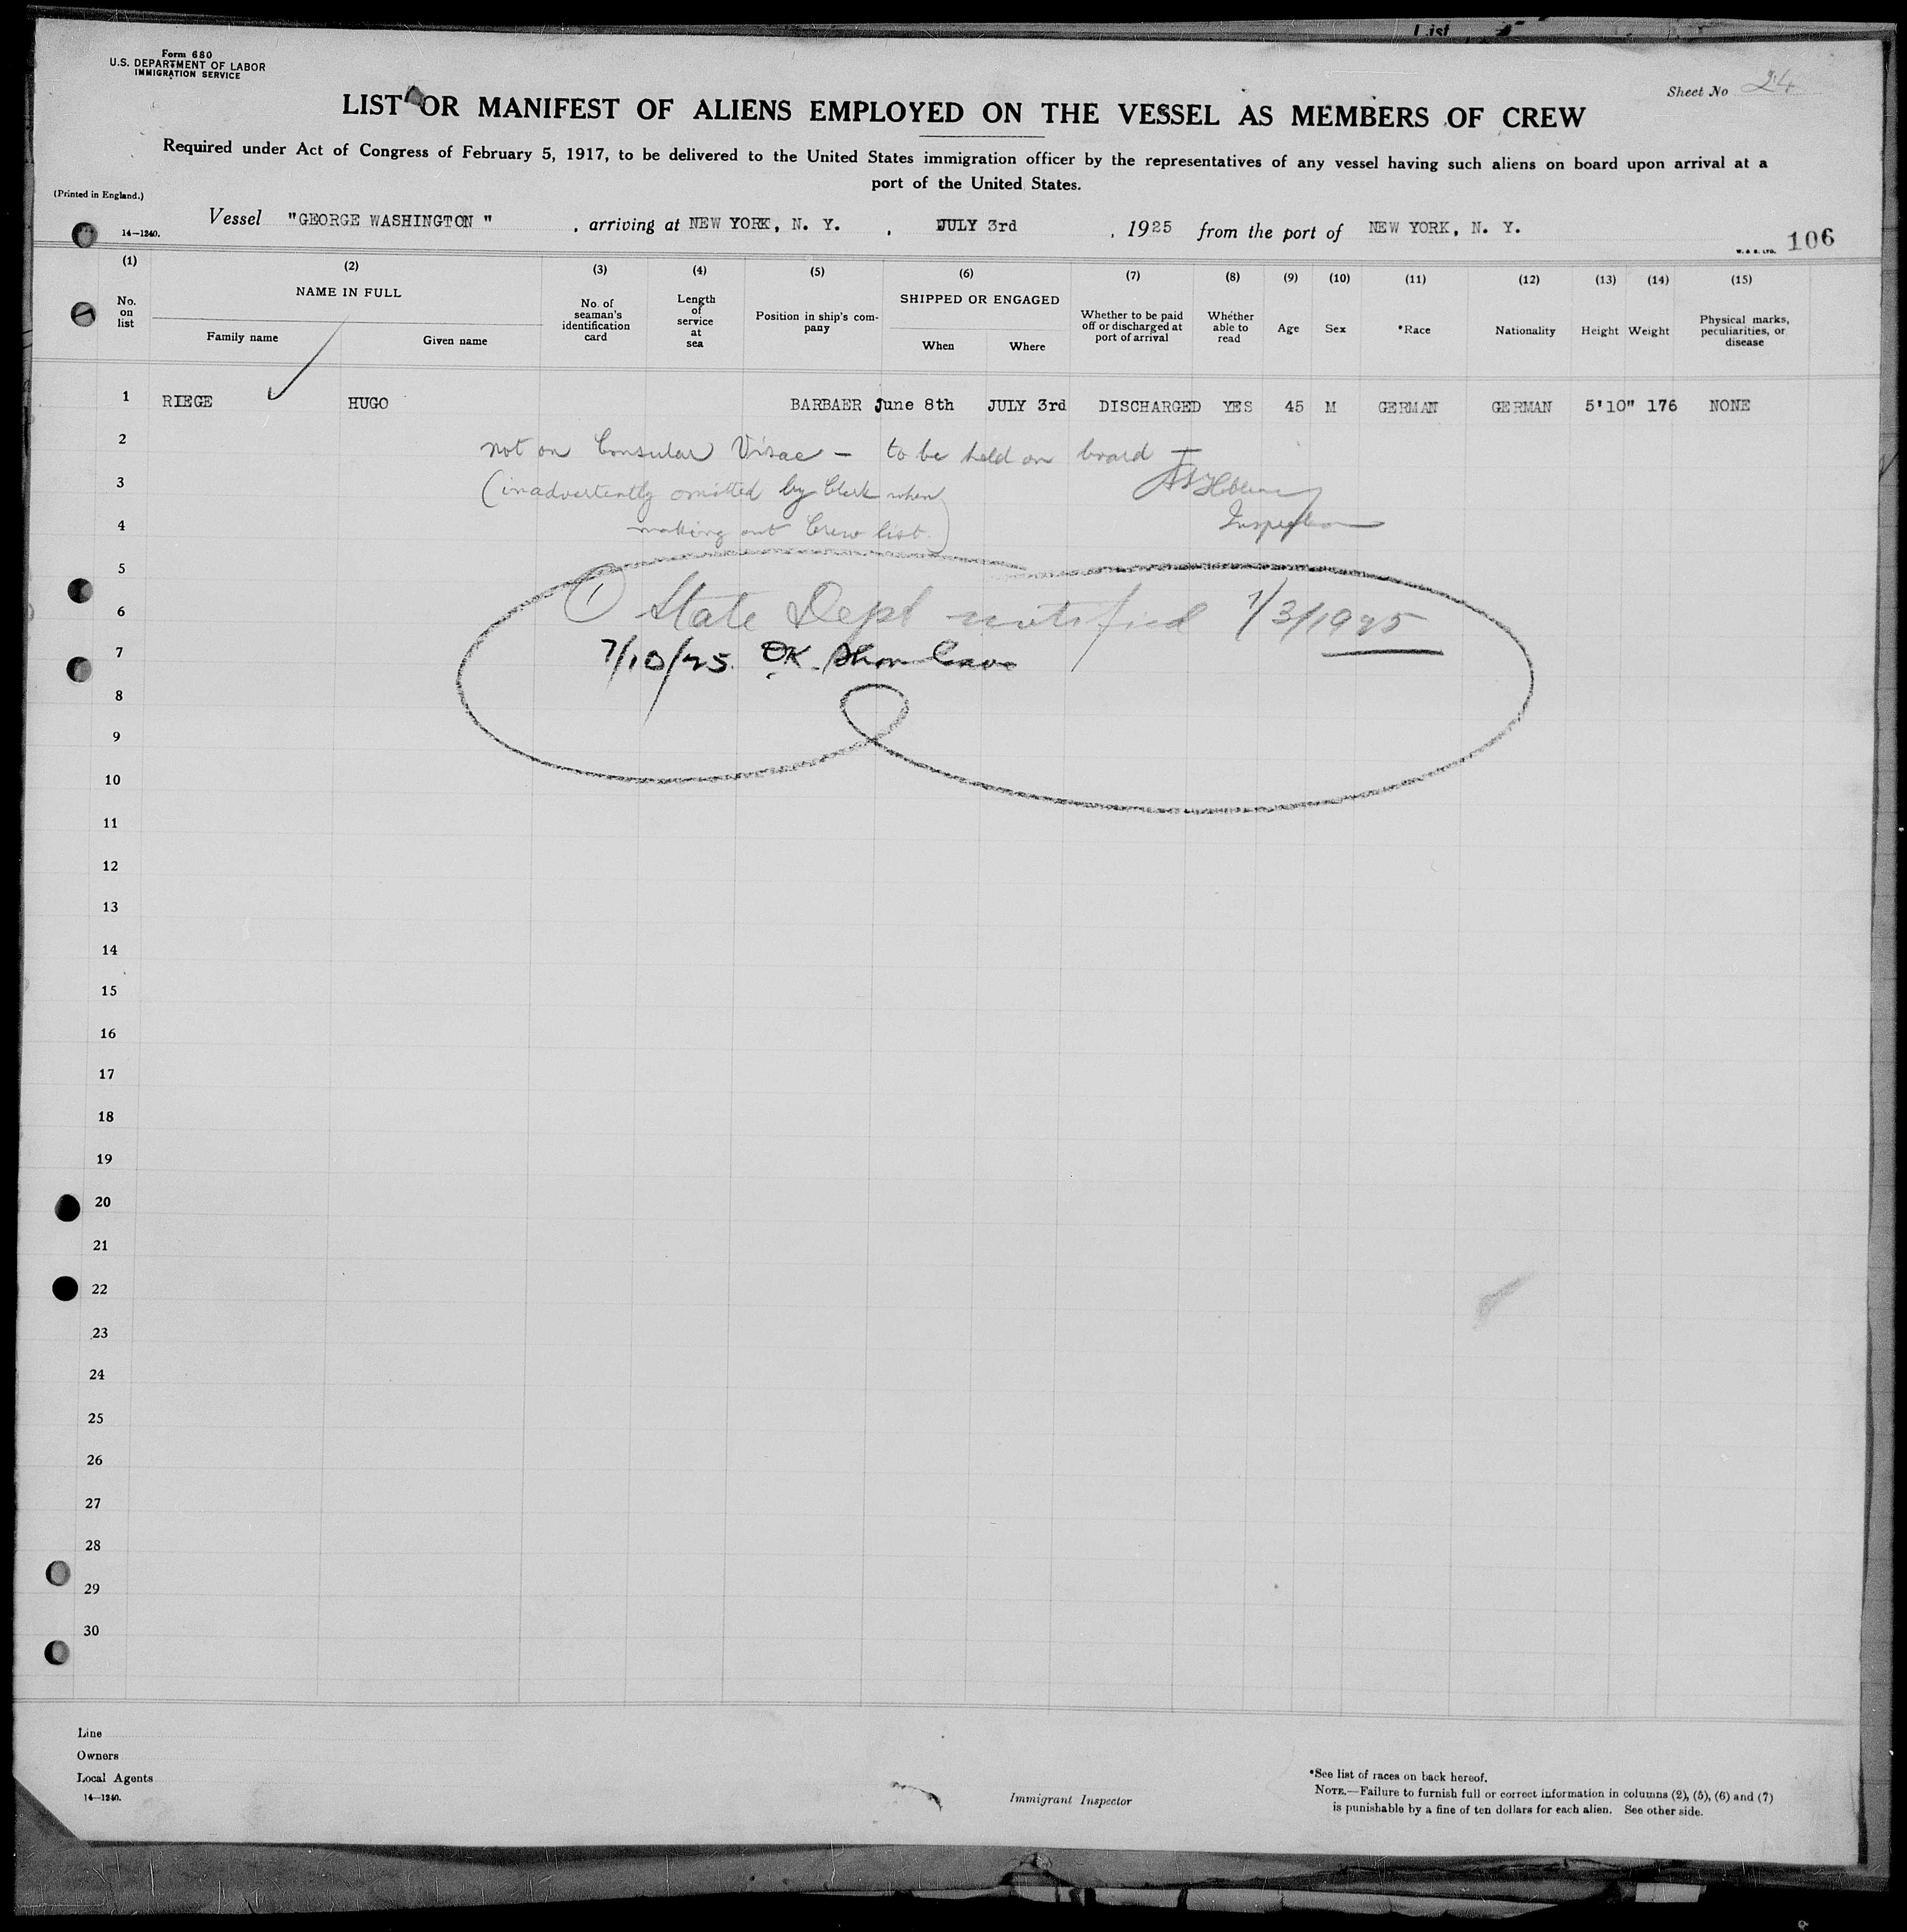 List
Form 680
U.S. DEPARTMENT OF LABOR
IMMIGRATION SERVICE
Sheet No 24
LIST OR MANIFEST OF ALIENS EMPLOYED ON THE VESSEL AS MEMBERS OF CREW
Required under Act of Congress of February 5, 1917, to be delivered to the United States immigration officer by the representatives of any vessel having such aliens on board upon arrival at a
port of the United States.
(Printed in England.)
Vessel "GEORGE WASHINGTON " , arriving at NEW YORK, N. Y. , JULY 3rd , 1925 from the port of NEW YORK, N. Y.
14—1240.
W. & S. LTD. 106
(1) (2) (3) (4) (5) (6) (7) (8) (9) (10) (11) (12) (13) (14) (15)
No. on list NAME IN FULL Family name Given name No. of seaman's identification card Length of service at sea Position in ship's company SHIPPED OR ENGAGED When Where Whether to be paid off or discharged at port of arrival Whether able to read Age Sex *Race Nationality Height Weight Physical marks, peculiarities, or disease
1 RIEGE HUGO BARBAER June 8th JULY 3rd DISCHARGED YES 45 M GERMAN GERMAN 5'10" 176 NONE
2 not on Consular Visae — to be held on board
3 (inadvertently omitted by Clerk when
4 making out Crew list.) Inspector
5
6 1 State Dept notified 7/3/1925
7 7/10/25. OK
8
9
10
11
12
13
14
15
16
17
18
19
20
21
22
23
24
25
26
27
28
29
30
Line
Owners
Local Agents
14—1240.
Immigrant Inspector
*See list of races on back hereof.
NOTE.—Failure to furnish full or correct information in columns (2), (5), (6) and (7)
is punishable by a fine of ten dollars for each alien. See other side.